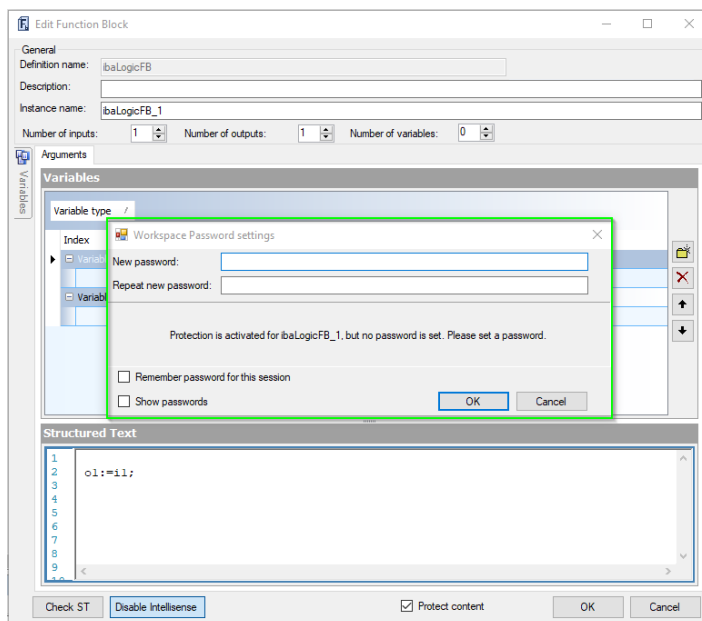 Edit Function Block
General
Definition name: ibaLogicFB
Description:
Instance name: ibaLogicFB_1
Number of inputs: 1 Number of outputs: 1 Number of variables: 0
Variables
Arguments
Variables
Variable type /
Index
Variab
Variabl
Workspace Password settings
New password:
Repeat new password:
Protection is activated for ibaLogicFB_1, but no password is set. Please set a password.
Remember password for this session
Show passwords
OK Cancel
Structured Text
1
2 o1:=i1;
3
4
5
6
7
8
9
10
Check ST Disable Intellisense Protect content OK Cancel